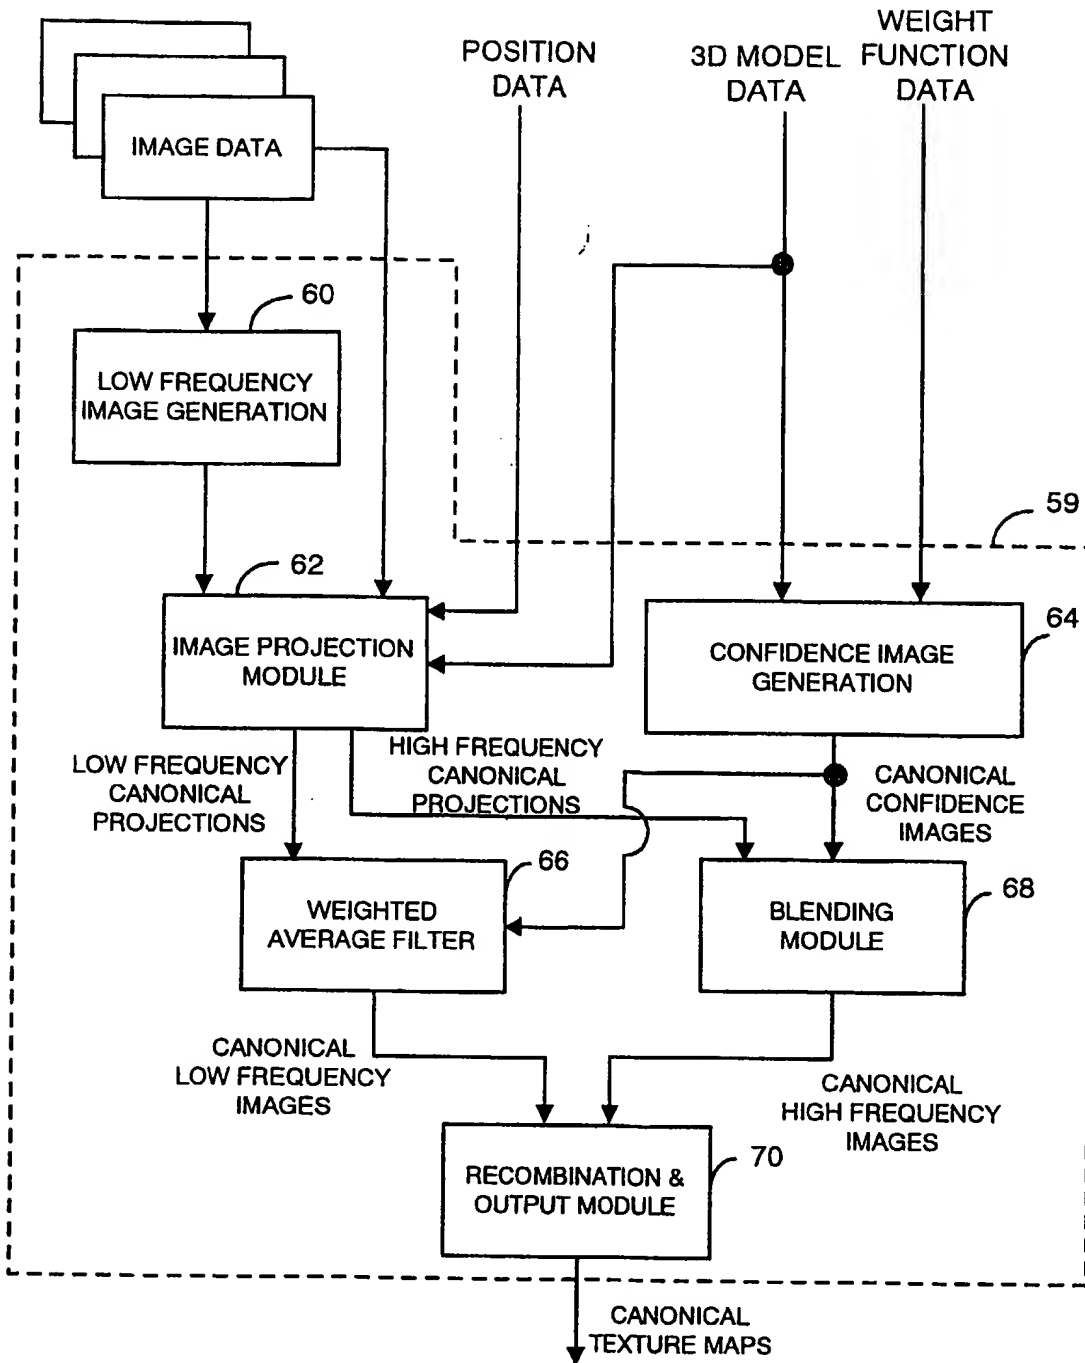 POSITION
DATA
3D MODEL
DATA
WEIGHT
FUNCTION
DATA
IMAGE DATA
60
LOW FREQUENCY
IMAGE GENERATION
59
62
IMAGE PROJECTION
MODULE
64
CONFIDENCE IMAGE
GENERATION
LOW FREQUENCY
CANONICAL
PROJECTIONS
HIGH FREQUENCY
CANONICAL
PROJECTIONS
CANONICAL
CONFIDENCE
IMAGES
66
WEIGHTED
AVERAGE FILTER
68
BLENDING
MODULE
CANONICAL
LOW FREQUENCY
IMAGES
CANONICAL
HIGH FREQUENCY
IMAGES
70
RECOMBINATION &
OUTPUT MODULE
CANONICAL
TEXTURE MAPS